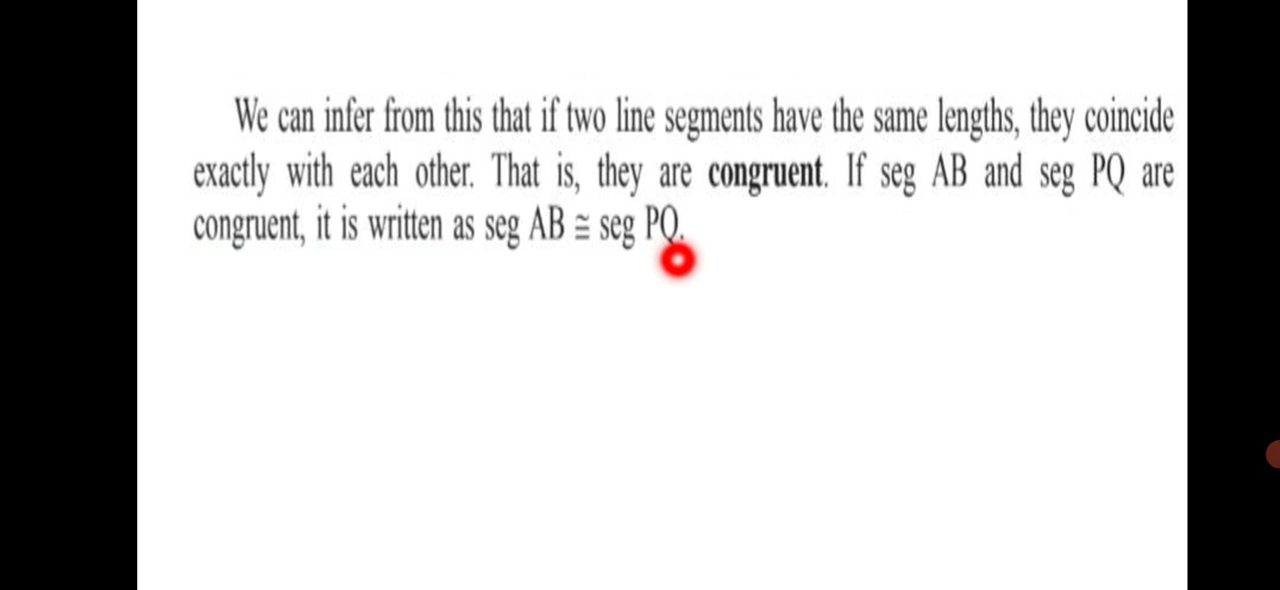 We can infer from this that if two line segments have the same lengths, they coincide
exactly with each other. That is, they are congruent. If seg AB and seg PQ are
congruent, it is written as seg AB ≅ seg PQ.